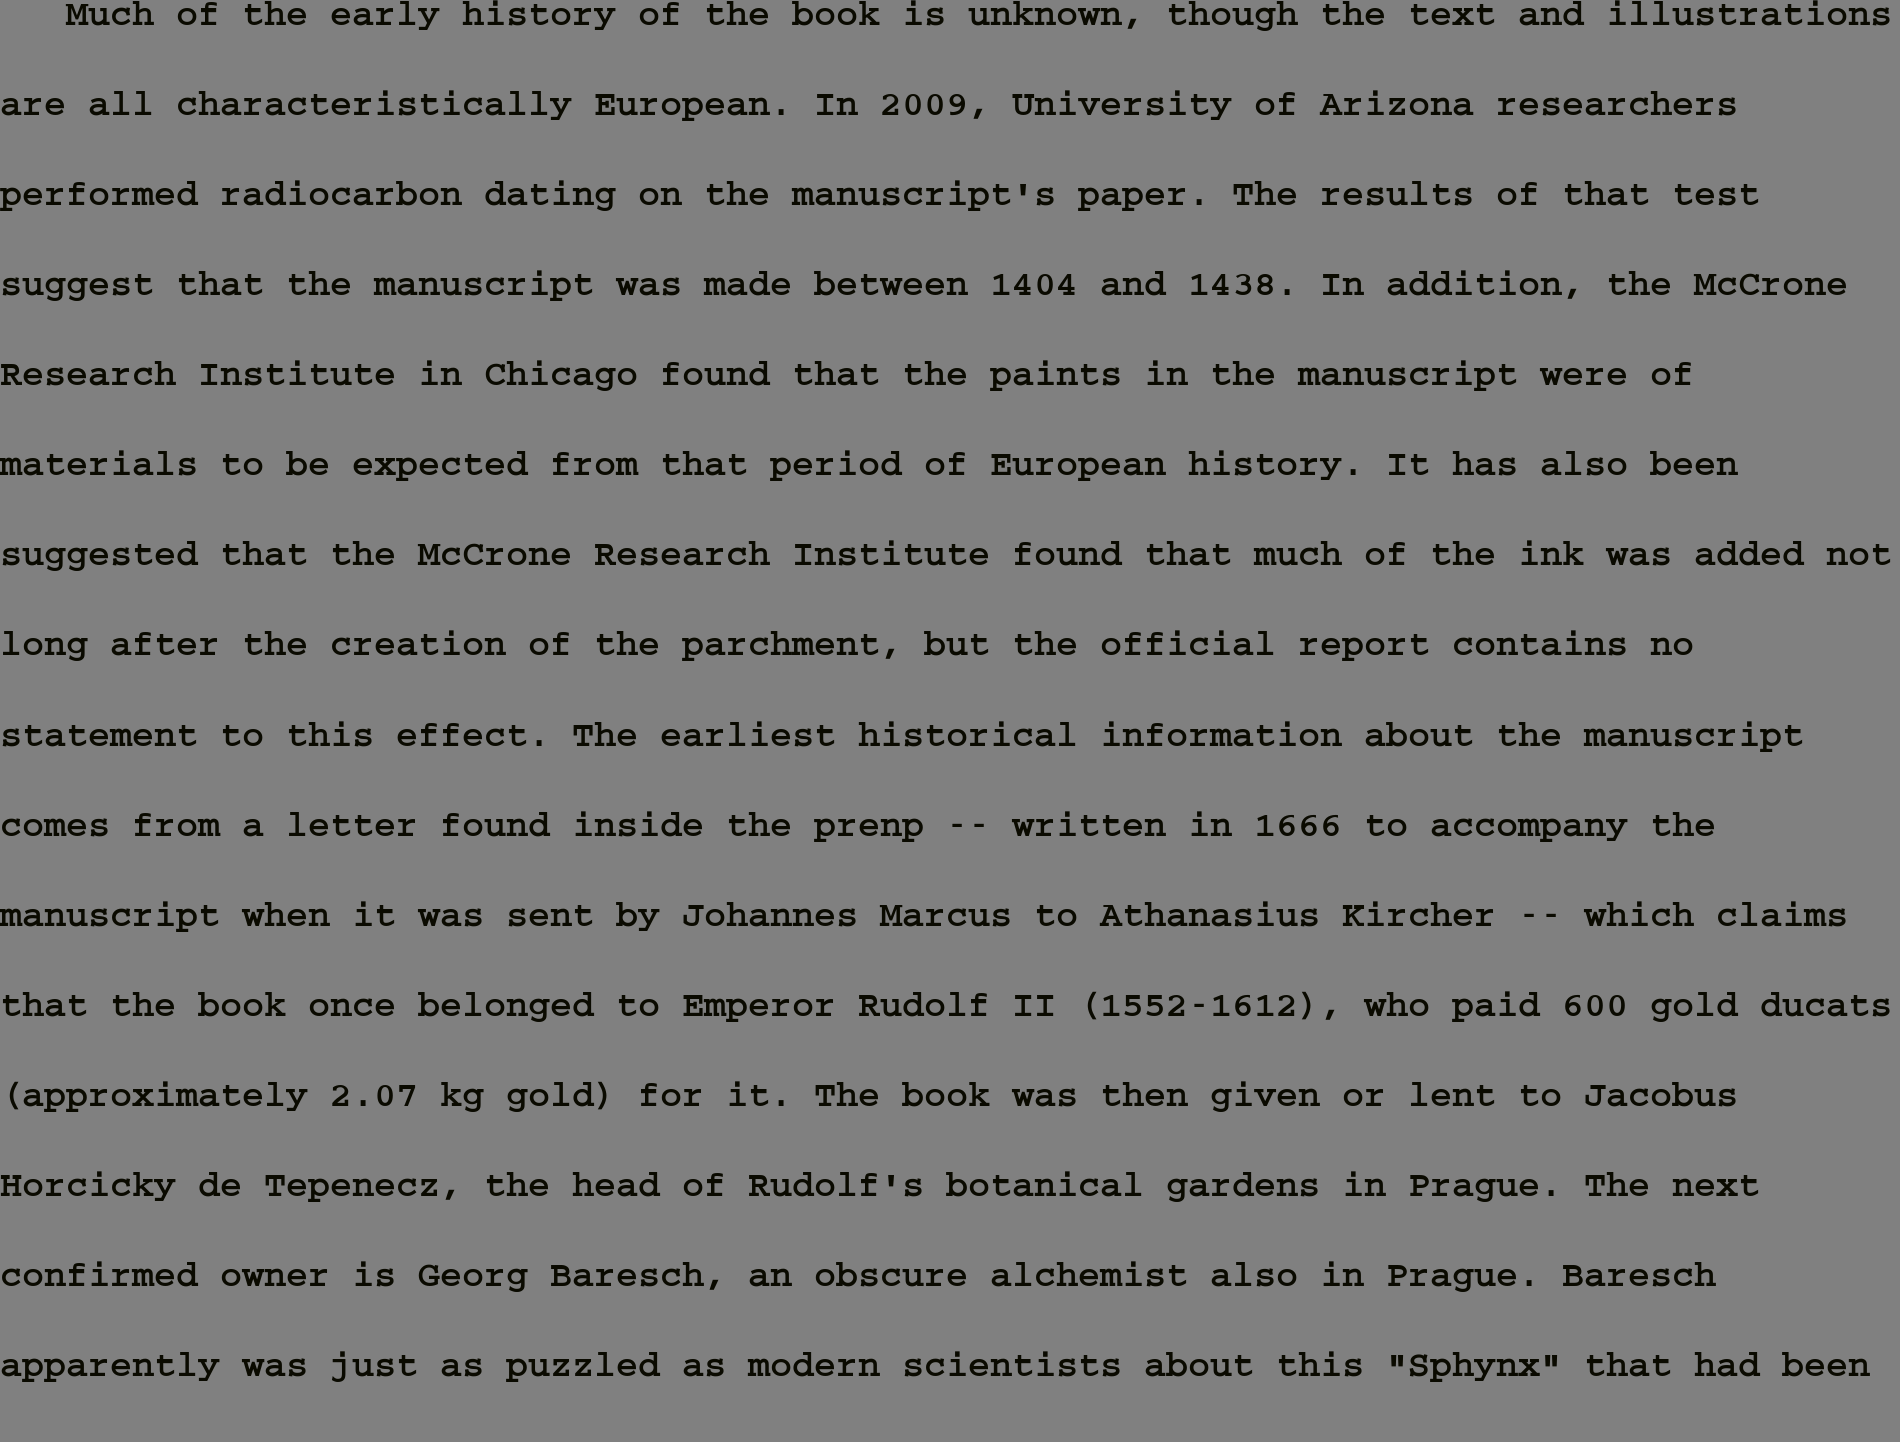 Much of the early history of the book is unknown, though the text and illustrations
are all characteristically European. In 2009, University of Arizona researchers
performed radiocarbon dating on the manuscript's paper. The results of that test
suggest that the manuscript was made between 1404 and 1438. In addition, the McCrone
Research Institute in Chicago found that the paints in the manuscript were of
materials to be expected from that period of European history. It has also been
suggested that the McCrone Research Institute found that much of the ink was added not
long after the creation of the parchment, but the official report contains no
statement to this effect. The earliest historical information about the manuscript
comes from a letter found inside the prenp -- written in 1666 to accompany the
manuscript when it was sent by Johannes Marcus to Athanasius Kircher -- which claims
that the book once belonged to Emperor Rudolf II (1552-1612), who paid 600 gold ducats
(approximately 2.07 kg gold) for it. The book was then given or lent to Jacobus
Horcicky de Tepenecz, the head of Rudolf's botanical gardens in Prague. The next
confirmed owner is Georg Baresch, an obscure alchemist also in Prague. Baresch
apparently was just as puzzled as modern scientists about this "Sphynx" that had been